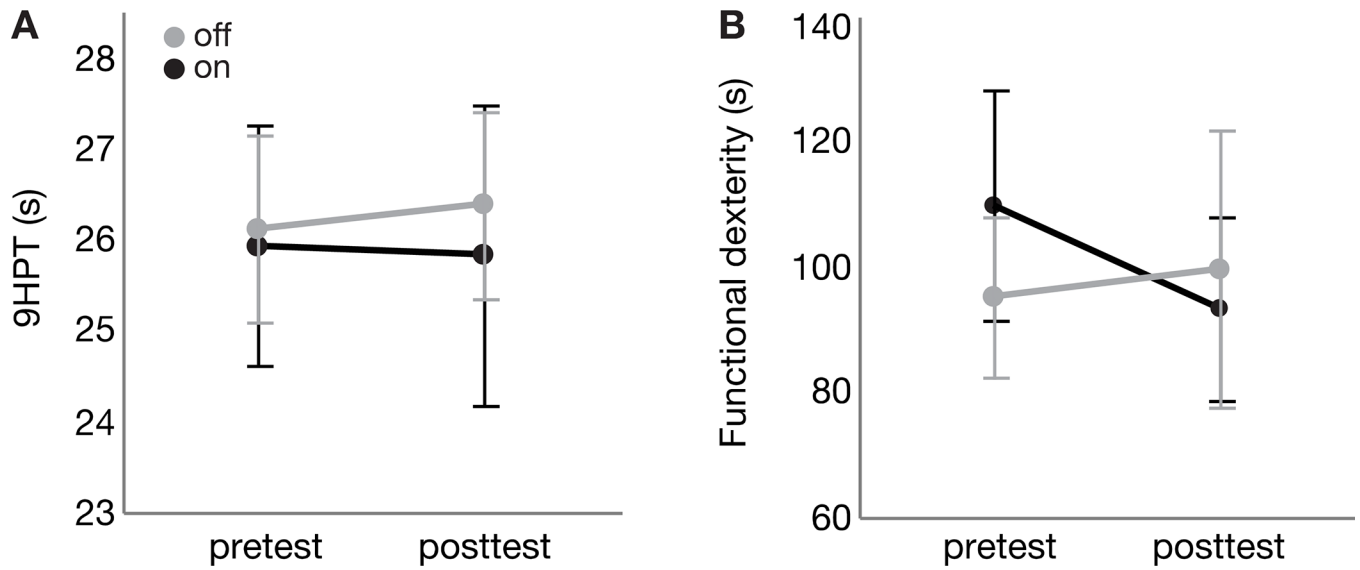 A
off
on
9HPT (s)
28
27
26
25
24
23
pretest posttest
B
Functional dexterity (s)
140
120
100
80
60
pretest posttest